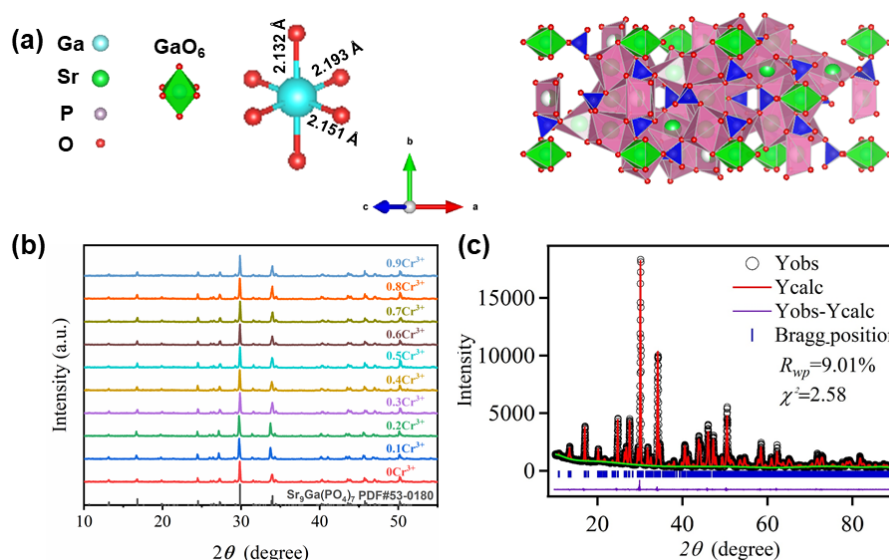 (a)
Ga
Sr
P
O
GaO₆
2.132 Å
2.193 Å
2.151 Å
b
c
a
(b)
Intensity (a.u.)
0.9Cr³⁺
0.8Cr³⁺
0.7Cr³⁺
0.6Cr³⁺
0.5Cr³⁺
0.4Cr³⁺
0.3Cr³⁺
0.2Cr³⁺
0.1Cr³⁺
0Cr³⁺
Sr₉Ga(PO₄)₇ PDF#53-0180
10 20 30 40 50
2θ (degree)
(c)
Intensity
15000
10000
5000
0
Yobs
Ycalc
Yobs-Ycalc
Bragg position
R_wp=9.01%
χ²=2.58
20 40 60 80
2θ (degree)